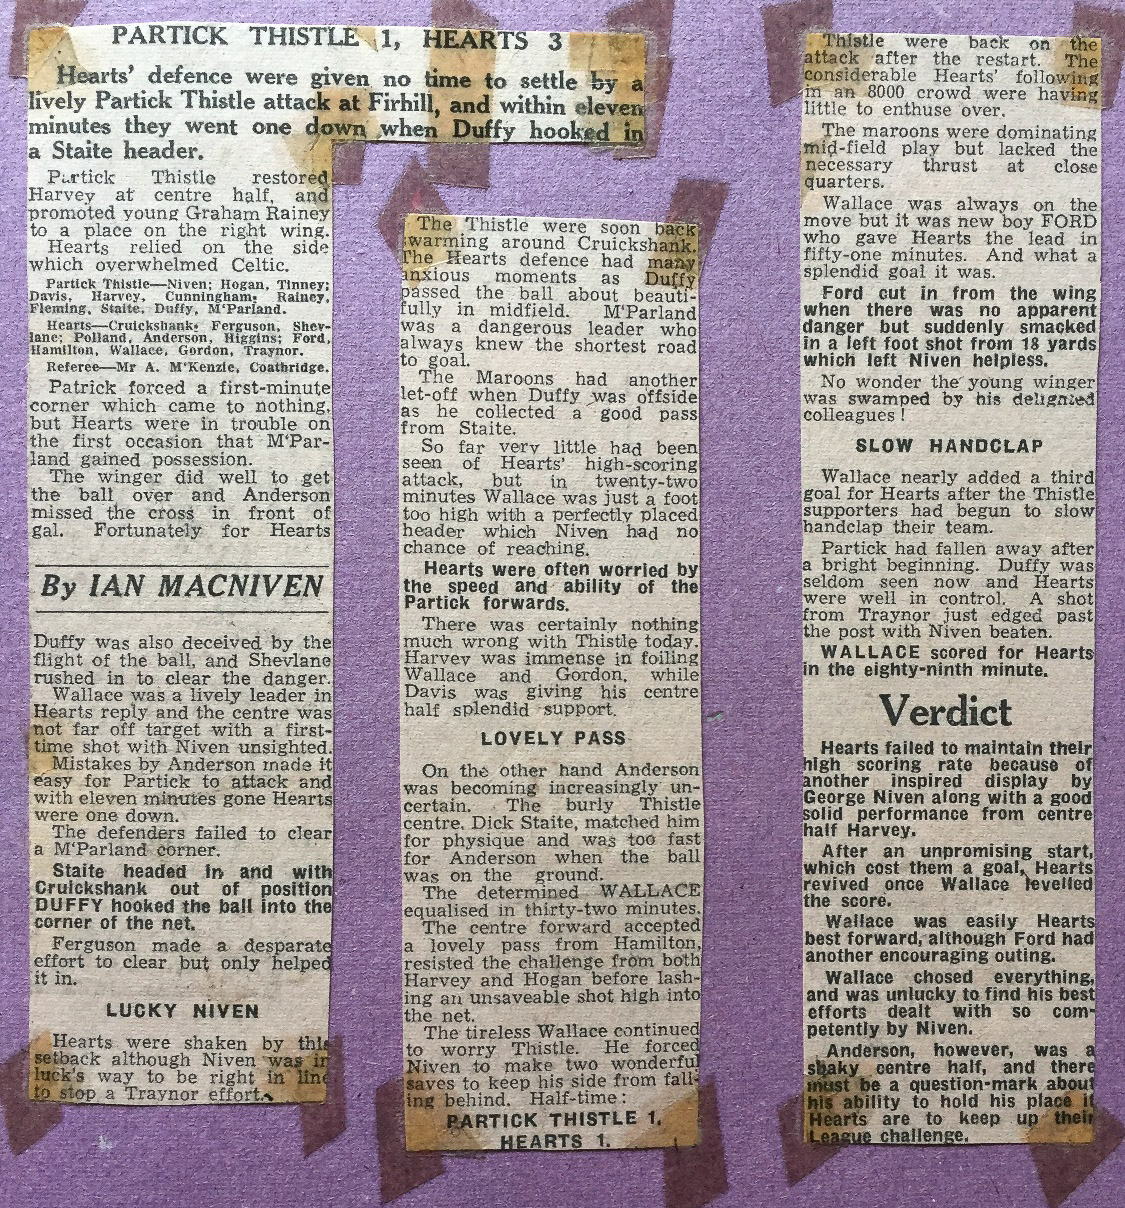 PARTICK THISTLE 1, HEARTS 3
Hearts' defence were given no time to settle by a
lively Partick Thistle attack at Firhill, and within eleven
minutes they went one down when Duffy hooked in
a Staite header.
Partick Thistle restored
Harvey at centre half, and
promoted young Graham Rainey
to a place on the right wing.
Hearts relied on the side
which overwhelmed Celtic.
Partick Thistle—Niven; Hogan, Tinney;
Davis, Harvey, Cunningham; Rainey,
Fleming, Staite, Duffy, M'Parland.
Hearts—Cruickshank; Ferguson, Shev-
lane; Polland, Anderson, Higgins; Ford,
Hamilton, Wallace, Gordon, Traynor.
Referee—Mr A. M'Kenzie, Coatbridge.
Patrick forced a first-minute
corner which came to nothing,
but Hearts were in trouble on
the first occasion that M'Par-
land gained possession.
The winger did well to get
the ball over and Anderson
missed the cross in front of
gal. Fortunately for Hearts
By IAN MACNIVEN
Duffy was also deceived by the
flight of the ball, and Shevlane
rushed in to clear the danger.
Wallace was a lively leader in
Hearts reply and the centre was
not far off target with a first-
time shot with Niven unsighted.
Mistakes by Anderson made it
easy for Partick to attack and
with eleven minutes gone Hearts
were one down.
The defenders failed to clear
a M'Parland corner.
Staite headed in and with
Cruickshank out of position
DUFFY hooked the ball into the
corner of the net.
Ferguson made a desparate
effort to clear but only helped
it in.
LUCKY NIVEN
Hearts were shaken by this
setback although Niven was in
luck's way to be right in line
to stop a Traynor effort.
The Thistle were soon back
warming around Cruickshank.
The Hearts defence had many
anxious moments as Duffy
passed the ball about beauti-
fully in midfield. M'Parland
was a dangerous leader who
always knew the shortest road
to goal.
The Maroons had another
let-off when Duffy was offside
as he collected a good pass
from Staite.
So far very little had been
seen of Hearts' high-scoring
attack, but in twenty-two
minutes Wallace was just a foot
too high with a perfectly placed
header which Niven had no
chance of reaching.
Hearts were often worried by
the speed and ability of the
Partick forwards.
There was certainly nothing
much wrong with Thistle today.
Harvey was immense in foiling
Wallace and Gordon, while
Davis was giving his centre
half splendid support.
LOVELY PASS
On the other hand Anderson
was becoming increasingly un-
certain. The burly Thistle
centre, Dick Staite, matched him
for physique and was too fast
for Anderson when the ball
was on the ground.
The determined WALLACE
equalised in thirty-two minutes.
The centre forward accepted
a lovely pass from Hamilton,
resisted the challenge from both
Harvey and Hogan before lash-
ing an unsaveable shot high into
the net.
The tireless Wallace continued
to worry Thistle. He forced
Niven to make two wonderful
saves to keep his side from fall-
ing behind. Half-time:
PARTICK THISTLE 1,
HEARTS 1.
Thistle were back on the
attack after the restart. The
considerable Hearts' following
in an 8000 crowd were having
little to enthuse over.
The maroons were dominating
mid-field play but lacked the
necessary thrust at close
quarters.
Wallace was always on the
move but it was new boy FORD
who gave Hearts the lead in
fifty-one minutes. And what a
splendid goal it was.
Ford cut in from the wing
when there was no apparent
danger but suddenly smacked
in a left foot shot from 18 yards
which left Niven helpless.
No wonder the young winger
was swamped by his delighted
colleagues!
SLOW HANDCLAP
Wallace nearly added a third
goal for Hearts after the Thistle
supporters had begun to slow
handclap their team.
Partick had fallen away after
a bright beginning. Duffy was
seldom seen now and Hearts
were well in control. A shot
from Traynor just edged past
the post with Niven beaten.
WALLACE scored for Hearts
in the eighty-ninth minute.
Verdict
Hearts failed to maintain their
high scoring rate because of
another inspired display by
George Niven along with a good
solid performance from centre
half Harvey.
After an unpromising start,
which cost them a goal, Hearts
revived once Wallace levelled
the score.
Wallace was easily Hearts
best forward, although Ford had
another encouraging outing.
Wallace chosed everything,
and was unlucky to find his best
efforts dealt with so com-
petently by Niven.
Anderson, however, was a
shaky centre half, and there
must be a question-mark about
his ability to hold his place if
Hearts are to keep up their
League challenge.